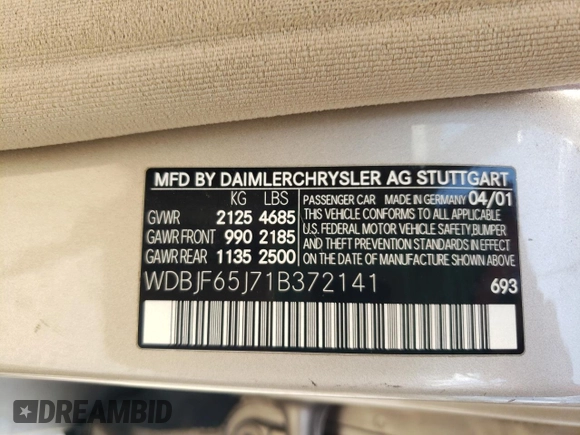 MFD BY DAIMLERCHRYSLER AG STUTTGART
KG LBS
GVWR 2125 4685
GAWR FRONT 990 2185
GAWR REAR 1135 2500
PASSENGER CAR MADE IN GERMANY 04/01
THIS VEHICLE CONFORMS TO ALL APPLICABLE
U.S. FEDERAL MOTOR VEHICLE SAFETY, BUMPER
AND THEFT PREVENTION STANDARDS IN EFFECT
ON THE DATE OF MANUFACTURE SHOWN ABOVE
WDBJF65J71B372141
693
DREAMBID